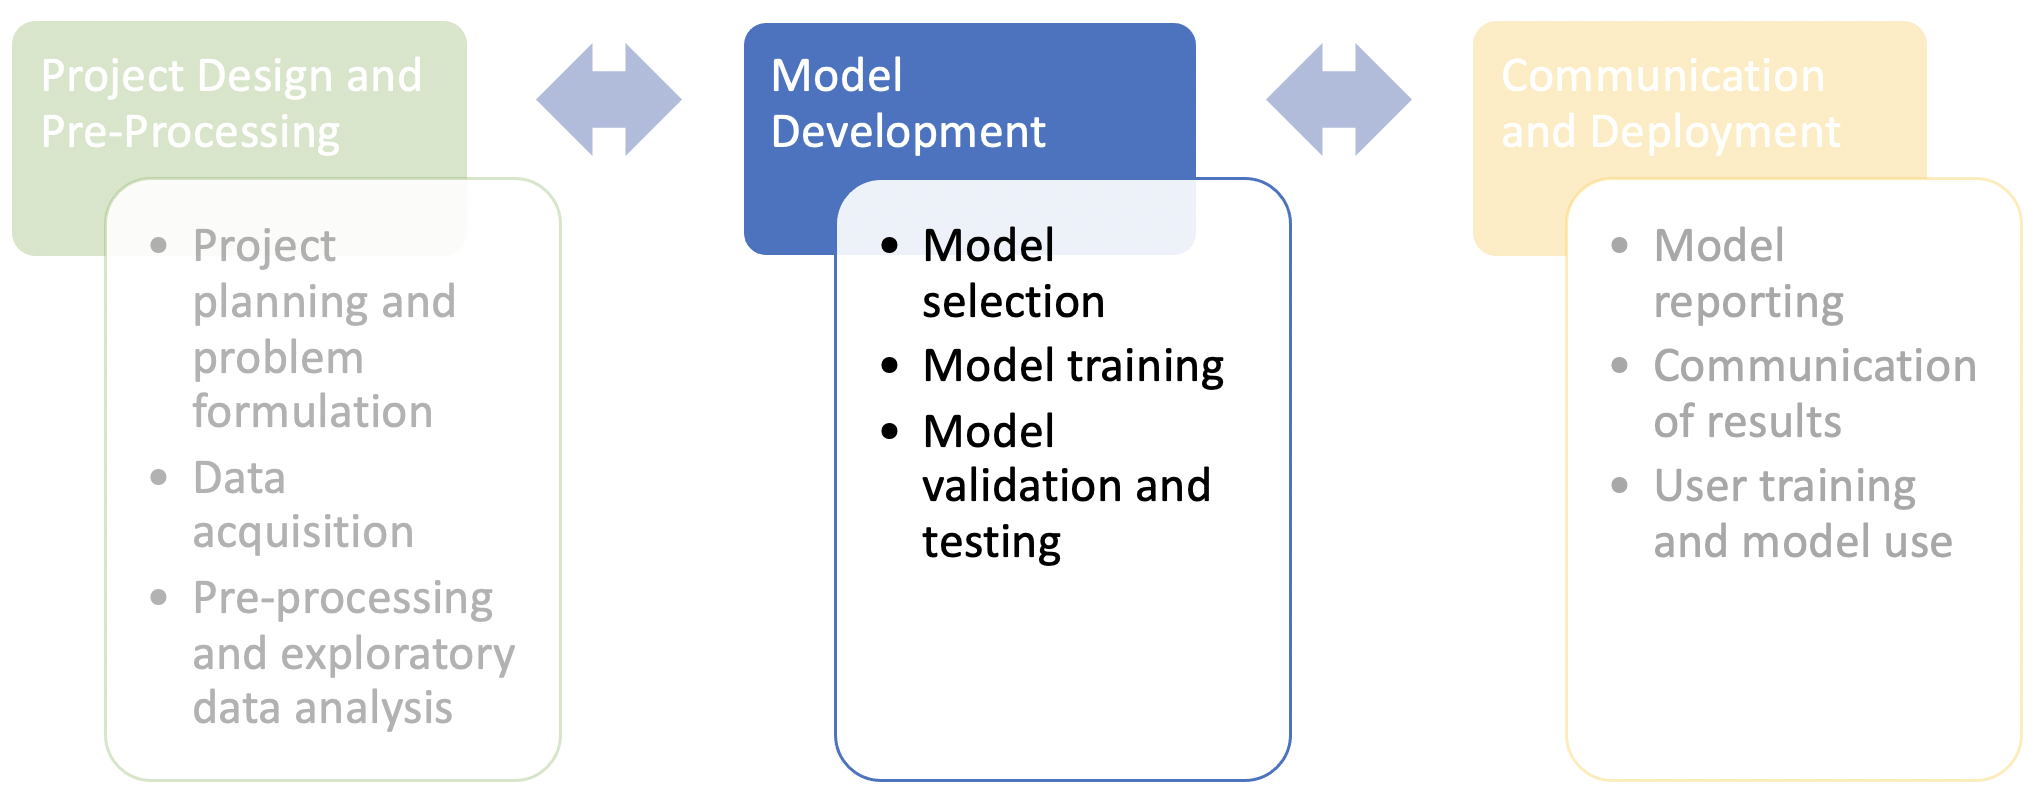 Project Design and
Pre-Processing
• Project
planning and
problem
formulation
• Data
acquisition
• Pre-processing
and exploratory
data analysis
Model
Development
• Model
selection
• Model training
• Model
validation and
testing
Communication
and Deployment
• Model
reporting
• Communication
of results
• User training
and model use